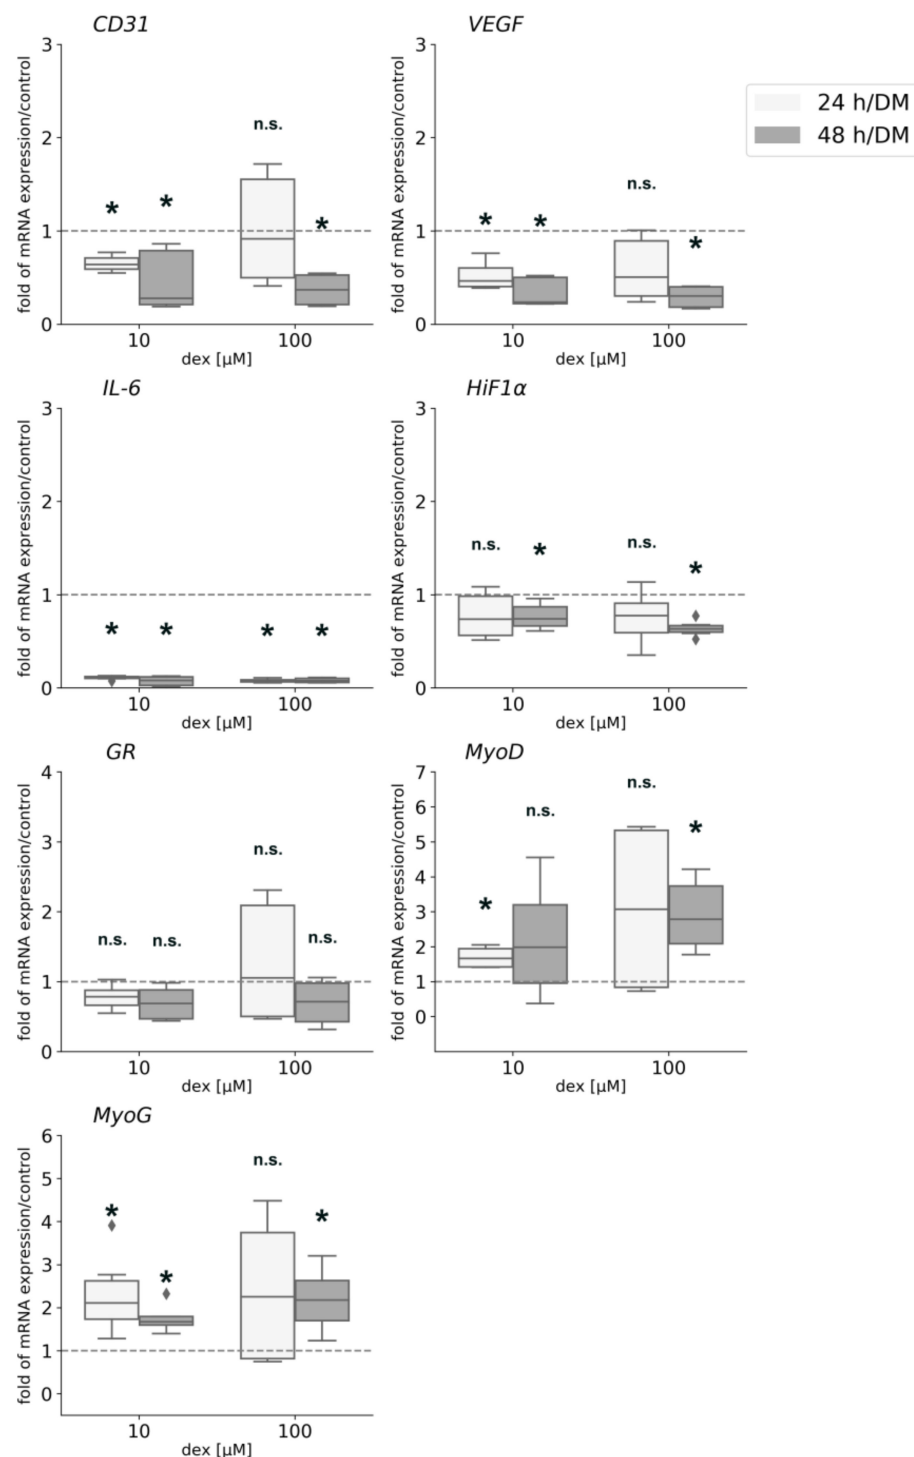 CD31
VEGF
24 h/DM
48 h/DM
fold of mRNA expression/control
3
2
1
0
*
*
n.s.
*
10
100
dex [µM]
fold of mRNA expression/control
3
2
1
0
*
*
n.s.
*
10
100
dex [µM]
IL-6
HiF1α
fold of mRNA expression/control
3
2
1
0
*
*
*
*
10
100
dex [µM]
fold of mRNA expression/control
3
2
1
0
n.s.
*
n.s.
*
10
100
dex [µM]
GR
MyoD
fold of mRNA expression/control
4
3
2
1
0
n.s.
n.s.
n.s.
n.s.
10
100
dex [µM]
fold of mRNA expression/control
7
6
5
4
3
2
1
0
*
n.s.
n.s.
*
10
100
dex [µM]
MyoG
fold of mRNA expression/control
6
5
4
3
2
1
0
*
*
n.s.
*
10
100
dex [µM]